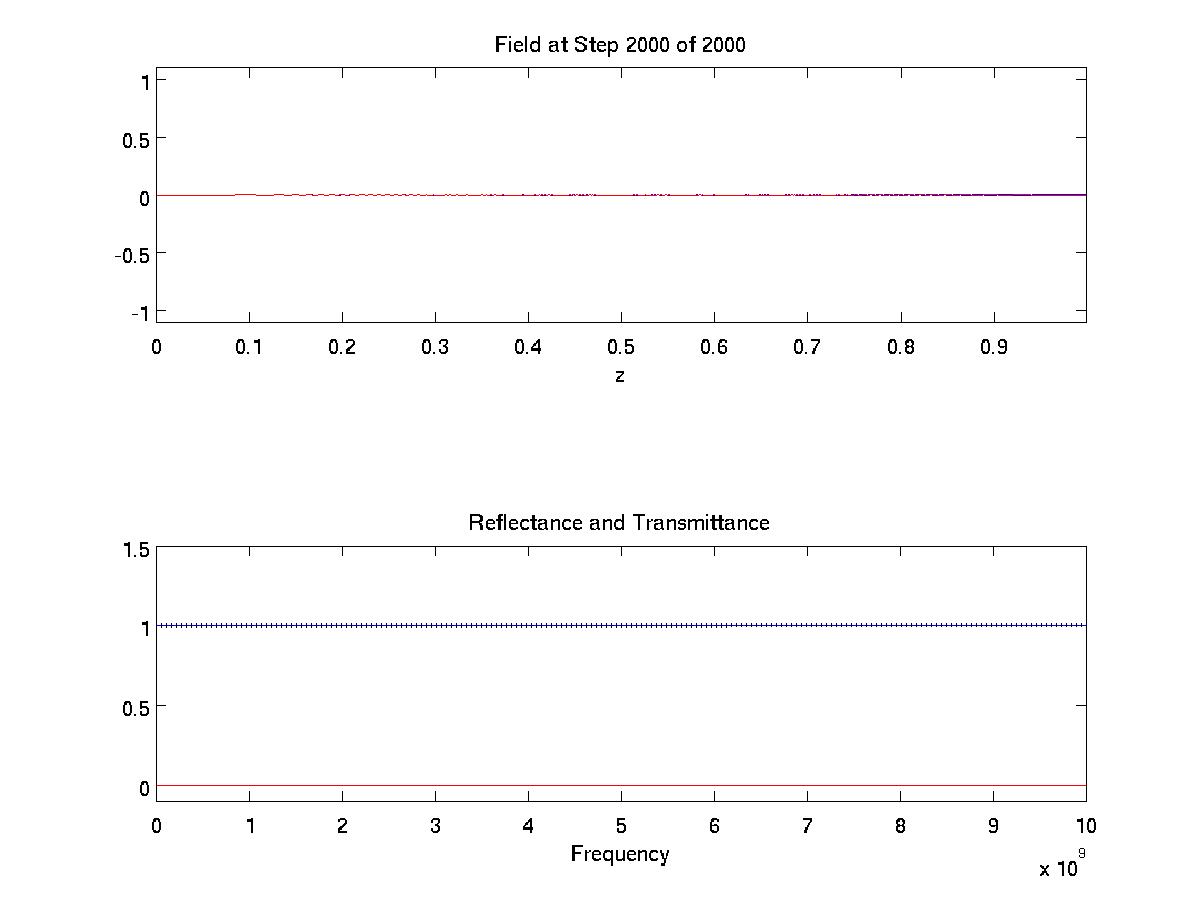 Field at Step 2000 of 2000
1
0.5
0
-0.5
-1
0 0.1 0.2 0.3 0.4 0.5 0.6 0.7 0.8 0.9
z
Reflectance and Transmittance
1.5
1
0.5
0
0 1 2 3 4 5 6 7 8 9 10
Frequency
x 10^9